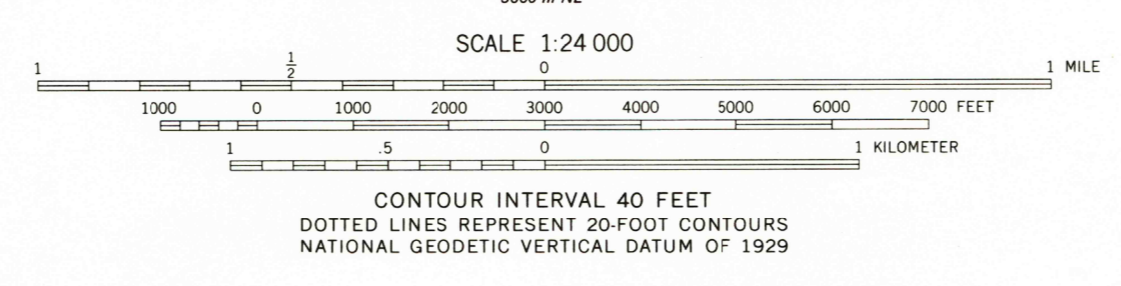 SCALE 1:24 000
1 1/2 0 1 MILE
1000 0 1000 2000 3000 4000 5000 6000 7000 FEET
1 .5 0 1 KILOMETER
CONTOUR INTERVAL 40 FEET
DOTTED LINES REPRESENT 20-FOOT CONTOURS
NATIONAL GEODETIC VERTICAL DATUM OF 1929